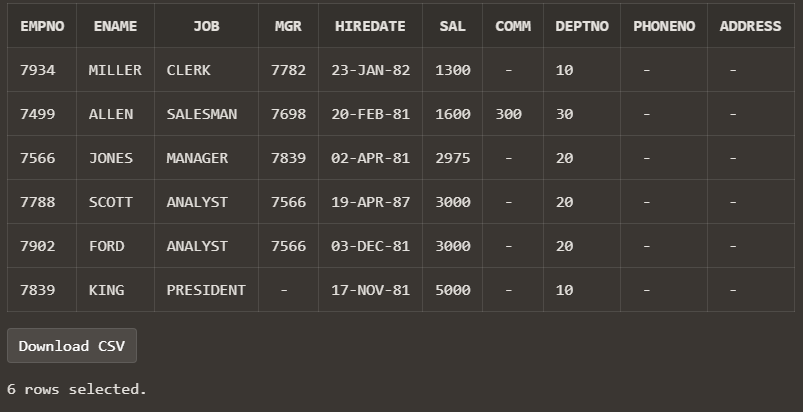 EMPNO ENAME JOB MGR HIREDATE SAL COMM DEPTNO PHONENO ADDRESS
7934 MILLER CLERK 7782 23-JAN-82 1300 - 10 - -
7499 ALLEN SALESMAN 7698 20-FEB-81 1600 300 30 - -
7566 JONES MANAGER 7839 02-APR-81 2975 - 20 - -
7788 SCOTT ANALYST 7566 19-APR-87 3000 - 20 - -
7902 FORD ANALYST 7566 03-DEC-81 3000 - 20 - -
7839 KING PRESIDENT - 17-NOV-81 5000 - 10 - -
Download CSV
6 rows selected.